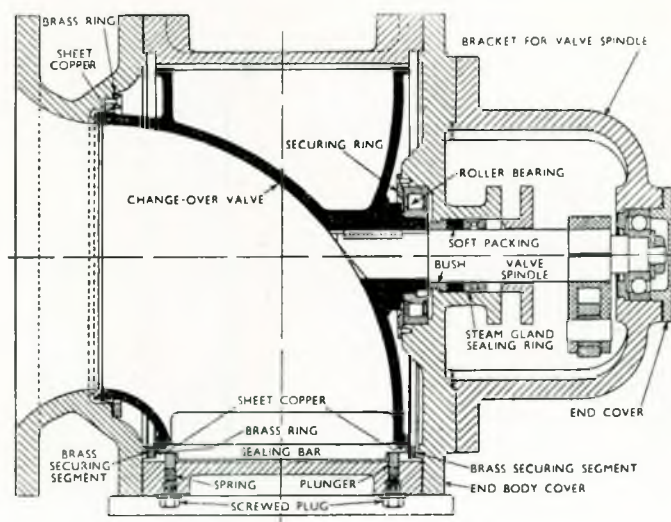 BRASS RING
SHEET
COPPER
BRACKET FOR VALVE SPINDLE
SECURING RING
ROLLER BEARING
CHANGE-OVER VALVE
SOFT PACKING
BUSH
VALVE
SPINDLE
STEAM GLAND
SEALING RING
END COVER
SHEET COPPER
BRASS RING
SEALING BAR
BRASS
SECURING
SEGMENT
SPRING
PLUNGER
SCREWED PLUG
BRASS SECURING SEGMENT
END BODY COVER